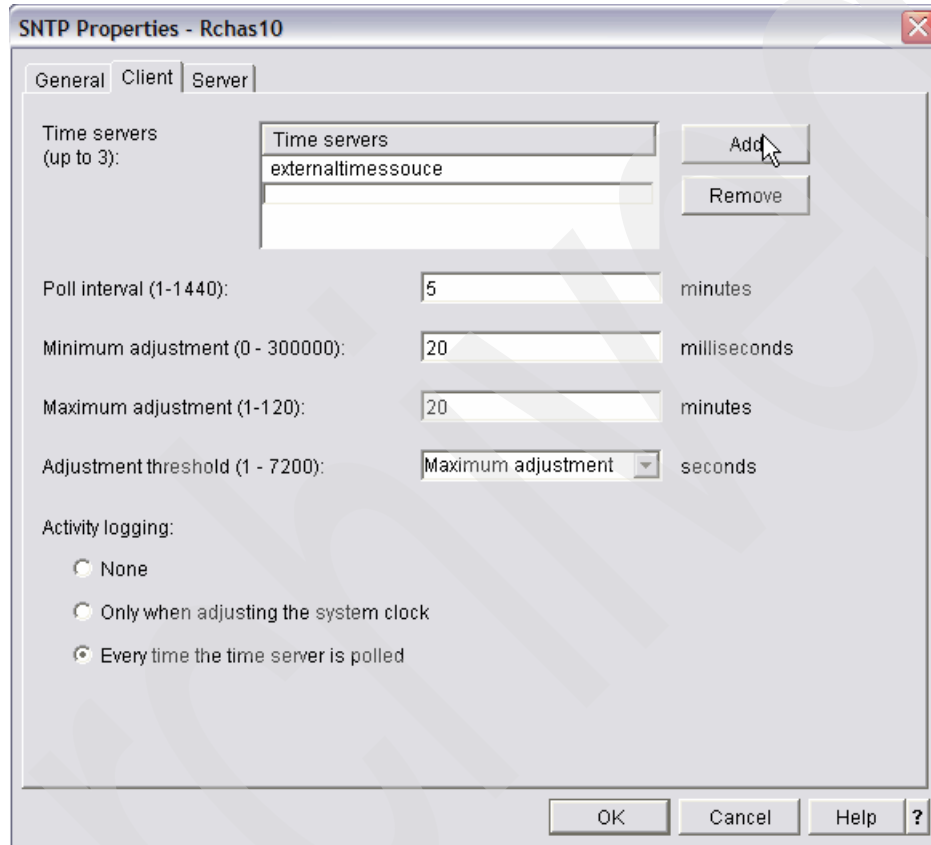 SNTP Properties - Rchas10
General Client Server
Time servers
(up to 3):
Time servers
externaltimessouce
Add
Remove
Poll interval (1-1440): 5 minutes
Minimum adjustment (0 - 300000): 20 milliseconds
Maximum adjustment (1-120): 20 minutes
Adjustment threshold (1 - 7200): Maximum adjustment seconds
Activity logging:
None
Only when adjusting the system clock
Every time the time server is polled
OK Cancel Help ?